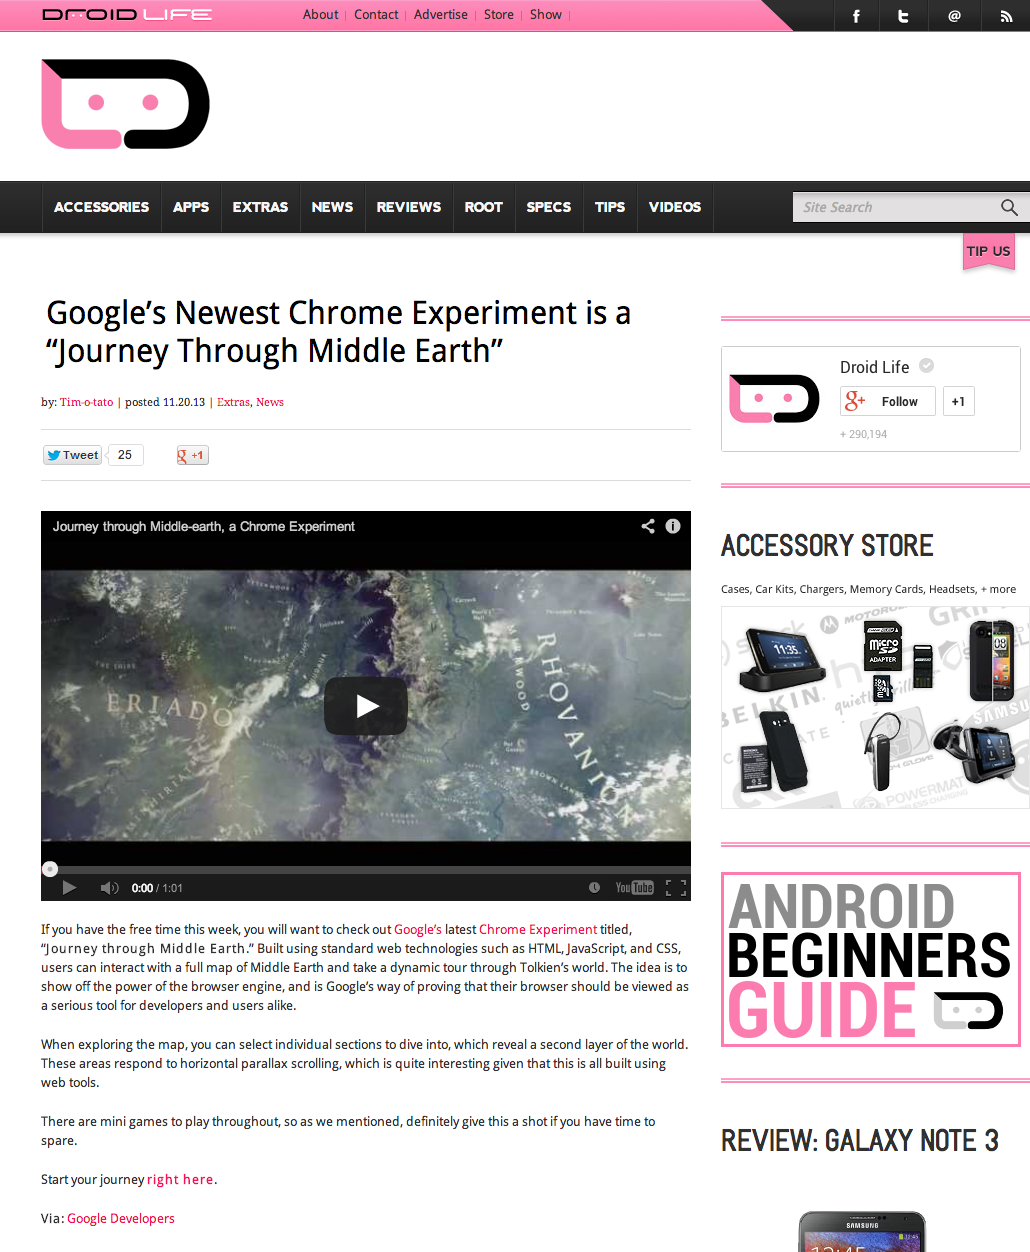 DROID LIFE
About | Contact | Advertise | Store | Show |
ACCESSORIES APPS EXTRAS NEWS REVIEWS ROOT SPECS TIPS VIDEOS
Site Search
TIP US
Google's Newest Chrome Experiment is a
“Journey Through Middle Earth”
by: Tim-o-tato | posted 11.20.13 | Extras, News
Tweet 25 +1
Journey through Middle-earth, a Chrome Experiment
ERIADOR
RHOVANION
0:00 / 1:01
YouTube
If you have the free time this week, you will want to check out Google's latest Chrome Experiment titled,
“Journey through Middle Earth.” Built using standard web technologies such as HTML, JavaScript, and CSS,
users can interact with a full map of Middle Earth and take a dynamic tour through Tolkien's world. The idea is to
show off the power of the browser engine, and is Google's way of proving that their browser should be viewed as
a serious tool for developers and users alike.
When exploring the map, you can select individual sections to dive into, which reveal a second layer of the world.
These areas respond to horizontal parallax scrolling, which is quite interesting given that this is all built using
web tools.
There are mini games to play throughout, so as we mentioned, definitely give this a shot if you have time to
spare.
Start your journey right here.
Via: Google Developers
Droid Life
g+ Follow +1
+ 290,194
ACCESSORY STORE
Cases, Car Kits, Chargers, Memory Cards, Headsets, + more
MOTOROLA
11:35
micro
SD
ADAPTER
08
BELKIN.
SAMSUNG
POWERMAT
ANDROID
BEGINNERS
GUIDE
REVIEW: GALAXY NOTE 3
SAMSUNG
12:45